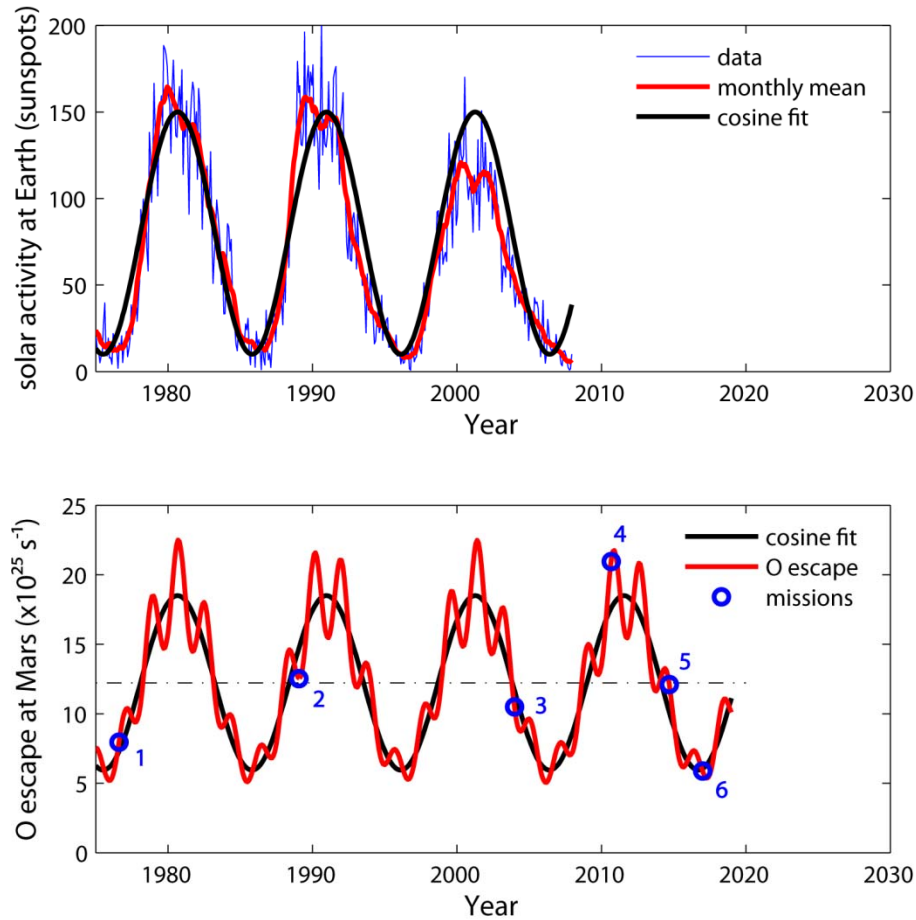 200
150
100
50
0
solar activity at Earth (sunspots)
data
monthly mean
cosine fit
1980
1990
2000
2010
2020
2030
Year
25
20
15
10
5
0
O escape at Mars (x10²⁵ s⁻¹)
cosine fit
O escape
missions
1
2
3
4
5
6
1980
1990
2000
2010
2020
2030
Year